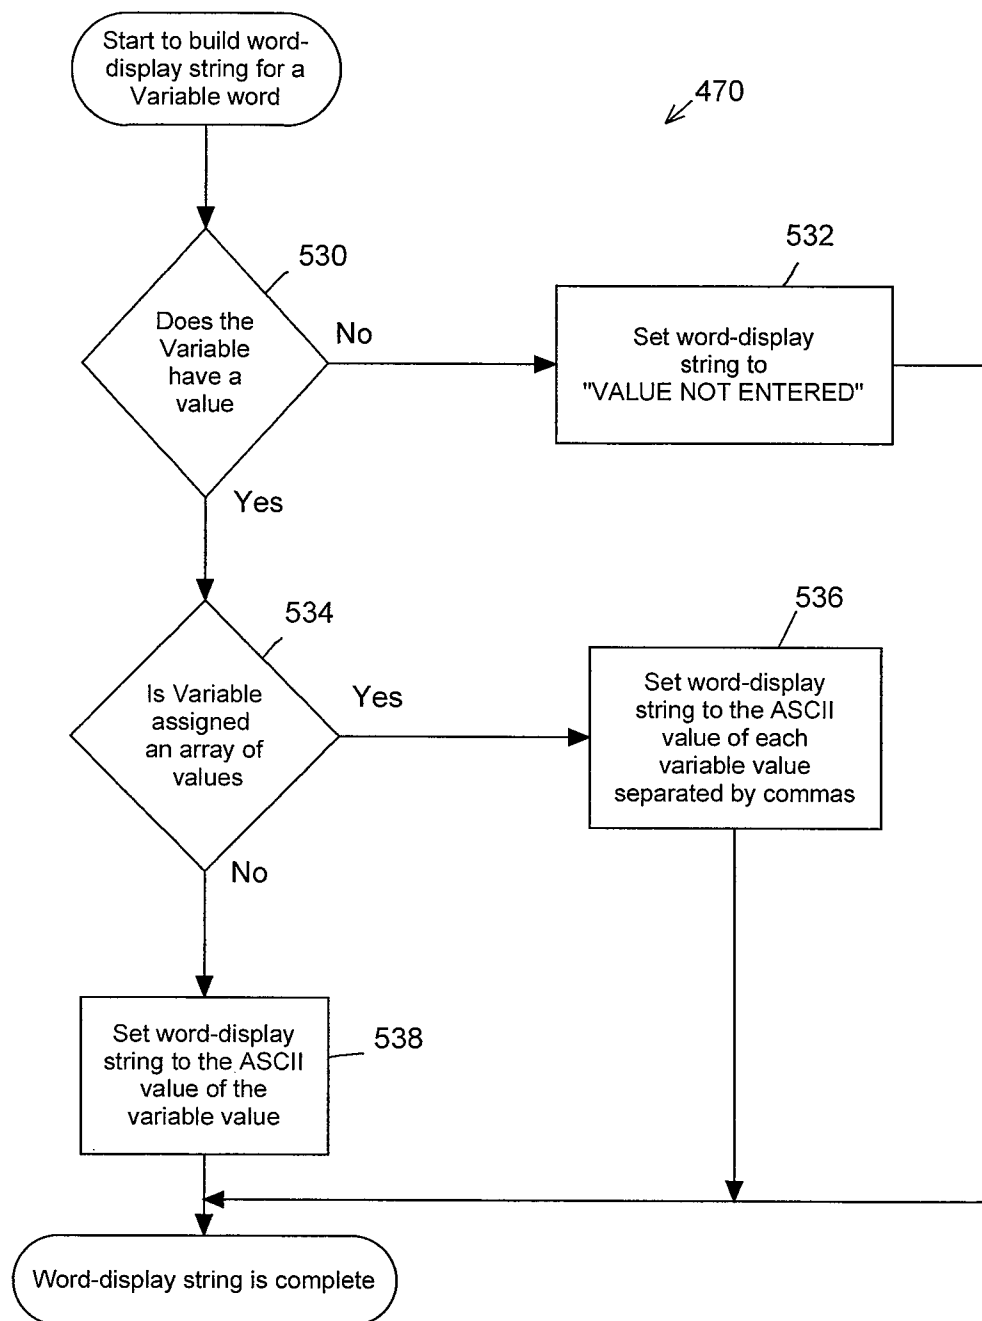 Start to build word-
display string for a
Variable word
470
530
532
Does the
Variable
have a
value
No
Set word-display
string to
"VALUE NOT ENTERED"
Yes
534
536
Is Variable
assigned
an array of
values
Yes
Set word-display
string to the ASCII
value of each
variable value
separated by commas
No
Set word-display
string to the ASCII
value of the
variable value
538
Word-display string is complete